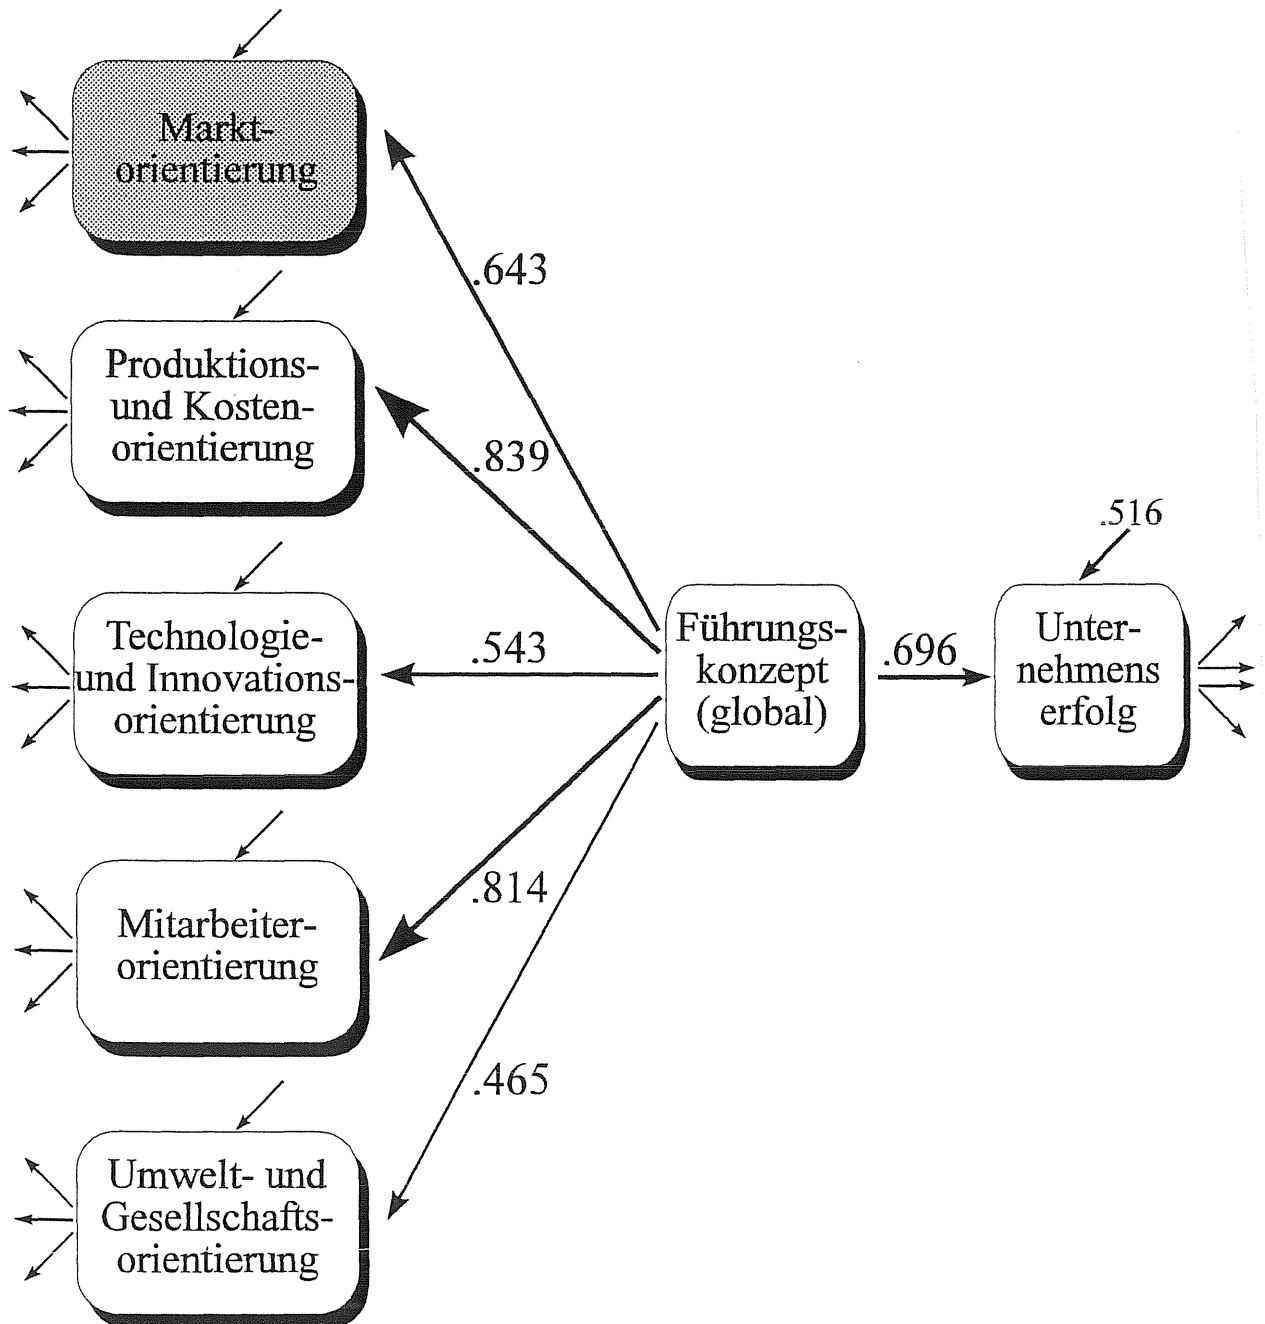 Markt-
orientierung
.643
Produktions-
und Kosten-
orientierung
.839
.516
Technologie-
und Innovations-
orientierung
.543
Führungs-
konzept
(global)
.696
Unter-
nehmens
erfolg
Mitarbeiter-
orientierung
.814
.465
Umwelt- und
Gesellschafts-
orientierung